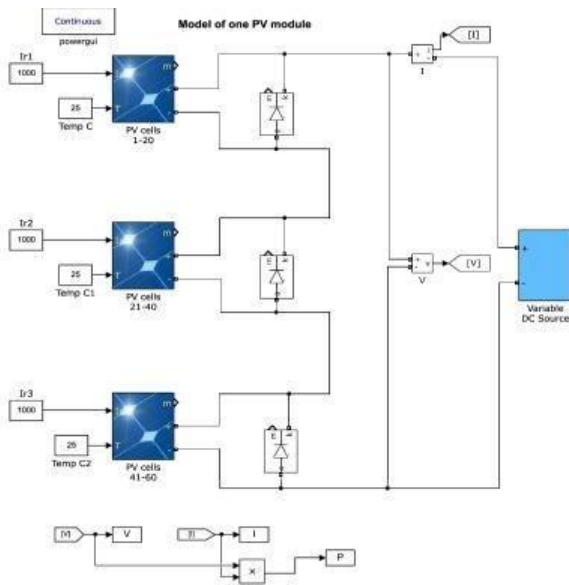 Continuous
powergui
Model of one PV module
Ir1
1000
25
Temp C
T
m
+
-
PV cells
1-20
m
k
a
[I]
+
-
i
I
Ir2
1000
25
Temp C1
T
m
+
-
PV cells
21-40
m
k
a
+
-
v
V
[V]
+
-
Variable
DC Source
Ir3
1000
25
Temp C2
T
m
+
-
PV cells
41-60
m
k
[V]
V
[I]
I
×
P